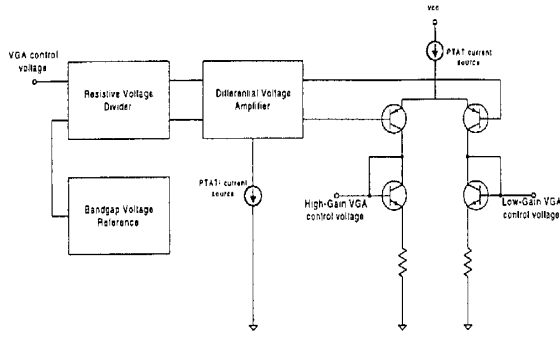 vcc
PTAT current
source
VGA control
voltage
Resistive Voltage
Divider
Differential Voltage
Amplifier
PTAT² current
source
Bandgap Voltage
Reference
High-Gain VGA
control voltage
Low-Gain VGA
control voltage